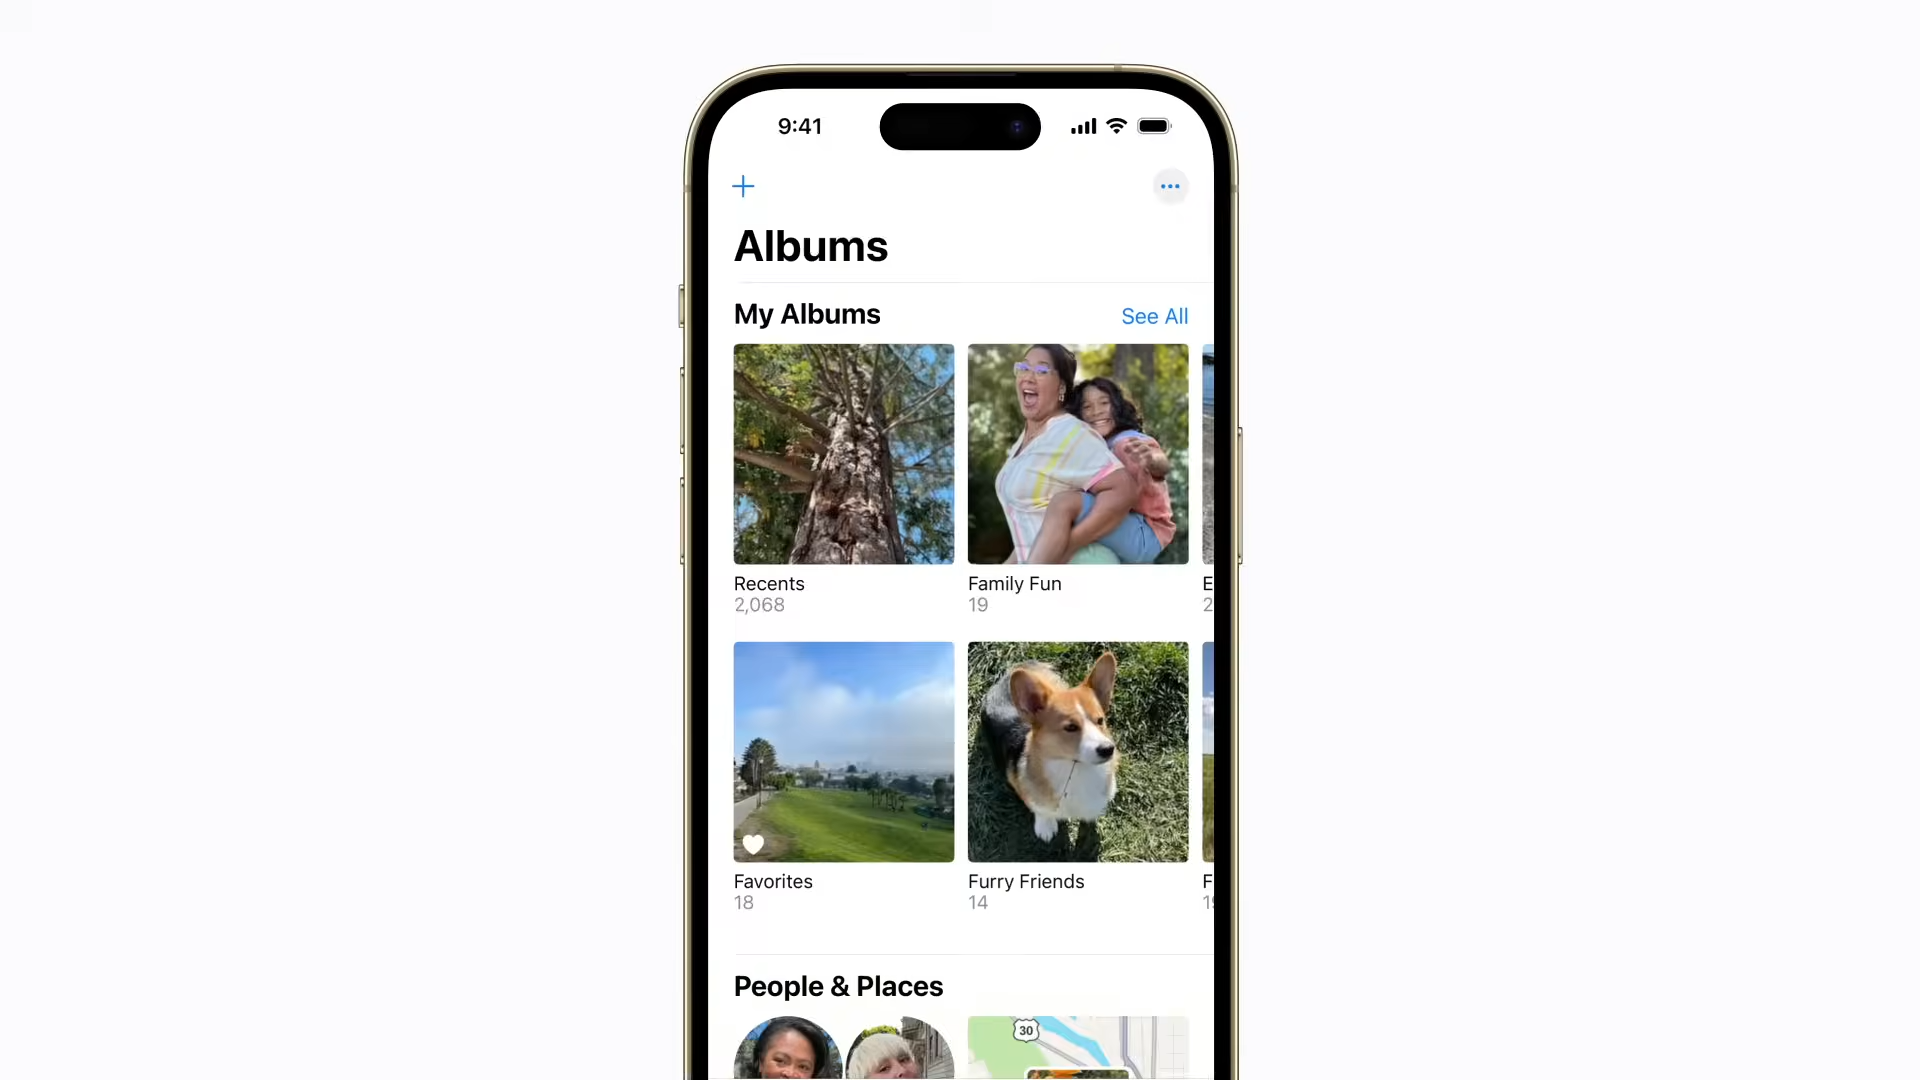 9:41
Albums
My Albums
See All
Recents
2,068
Family Fun
19
Favorites
18
Furry Friends
14
People & Places
30